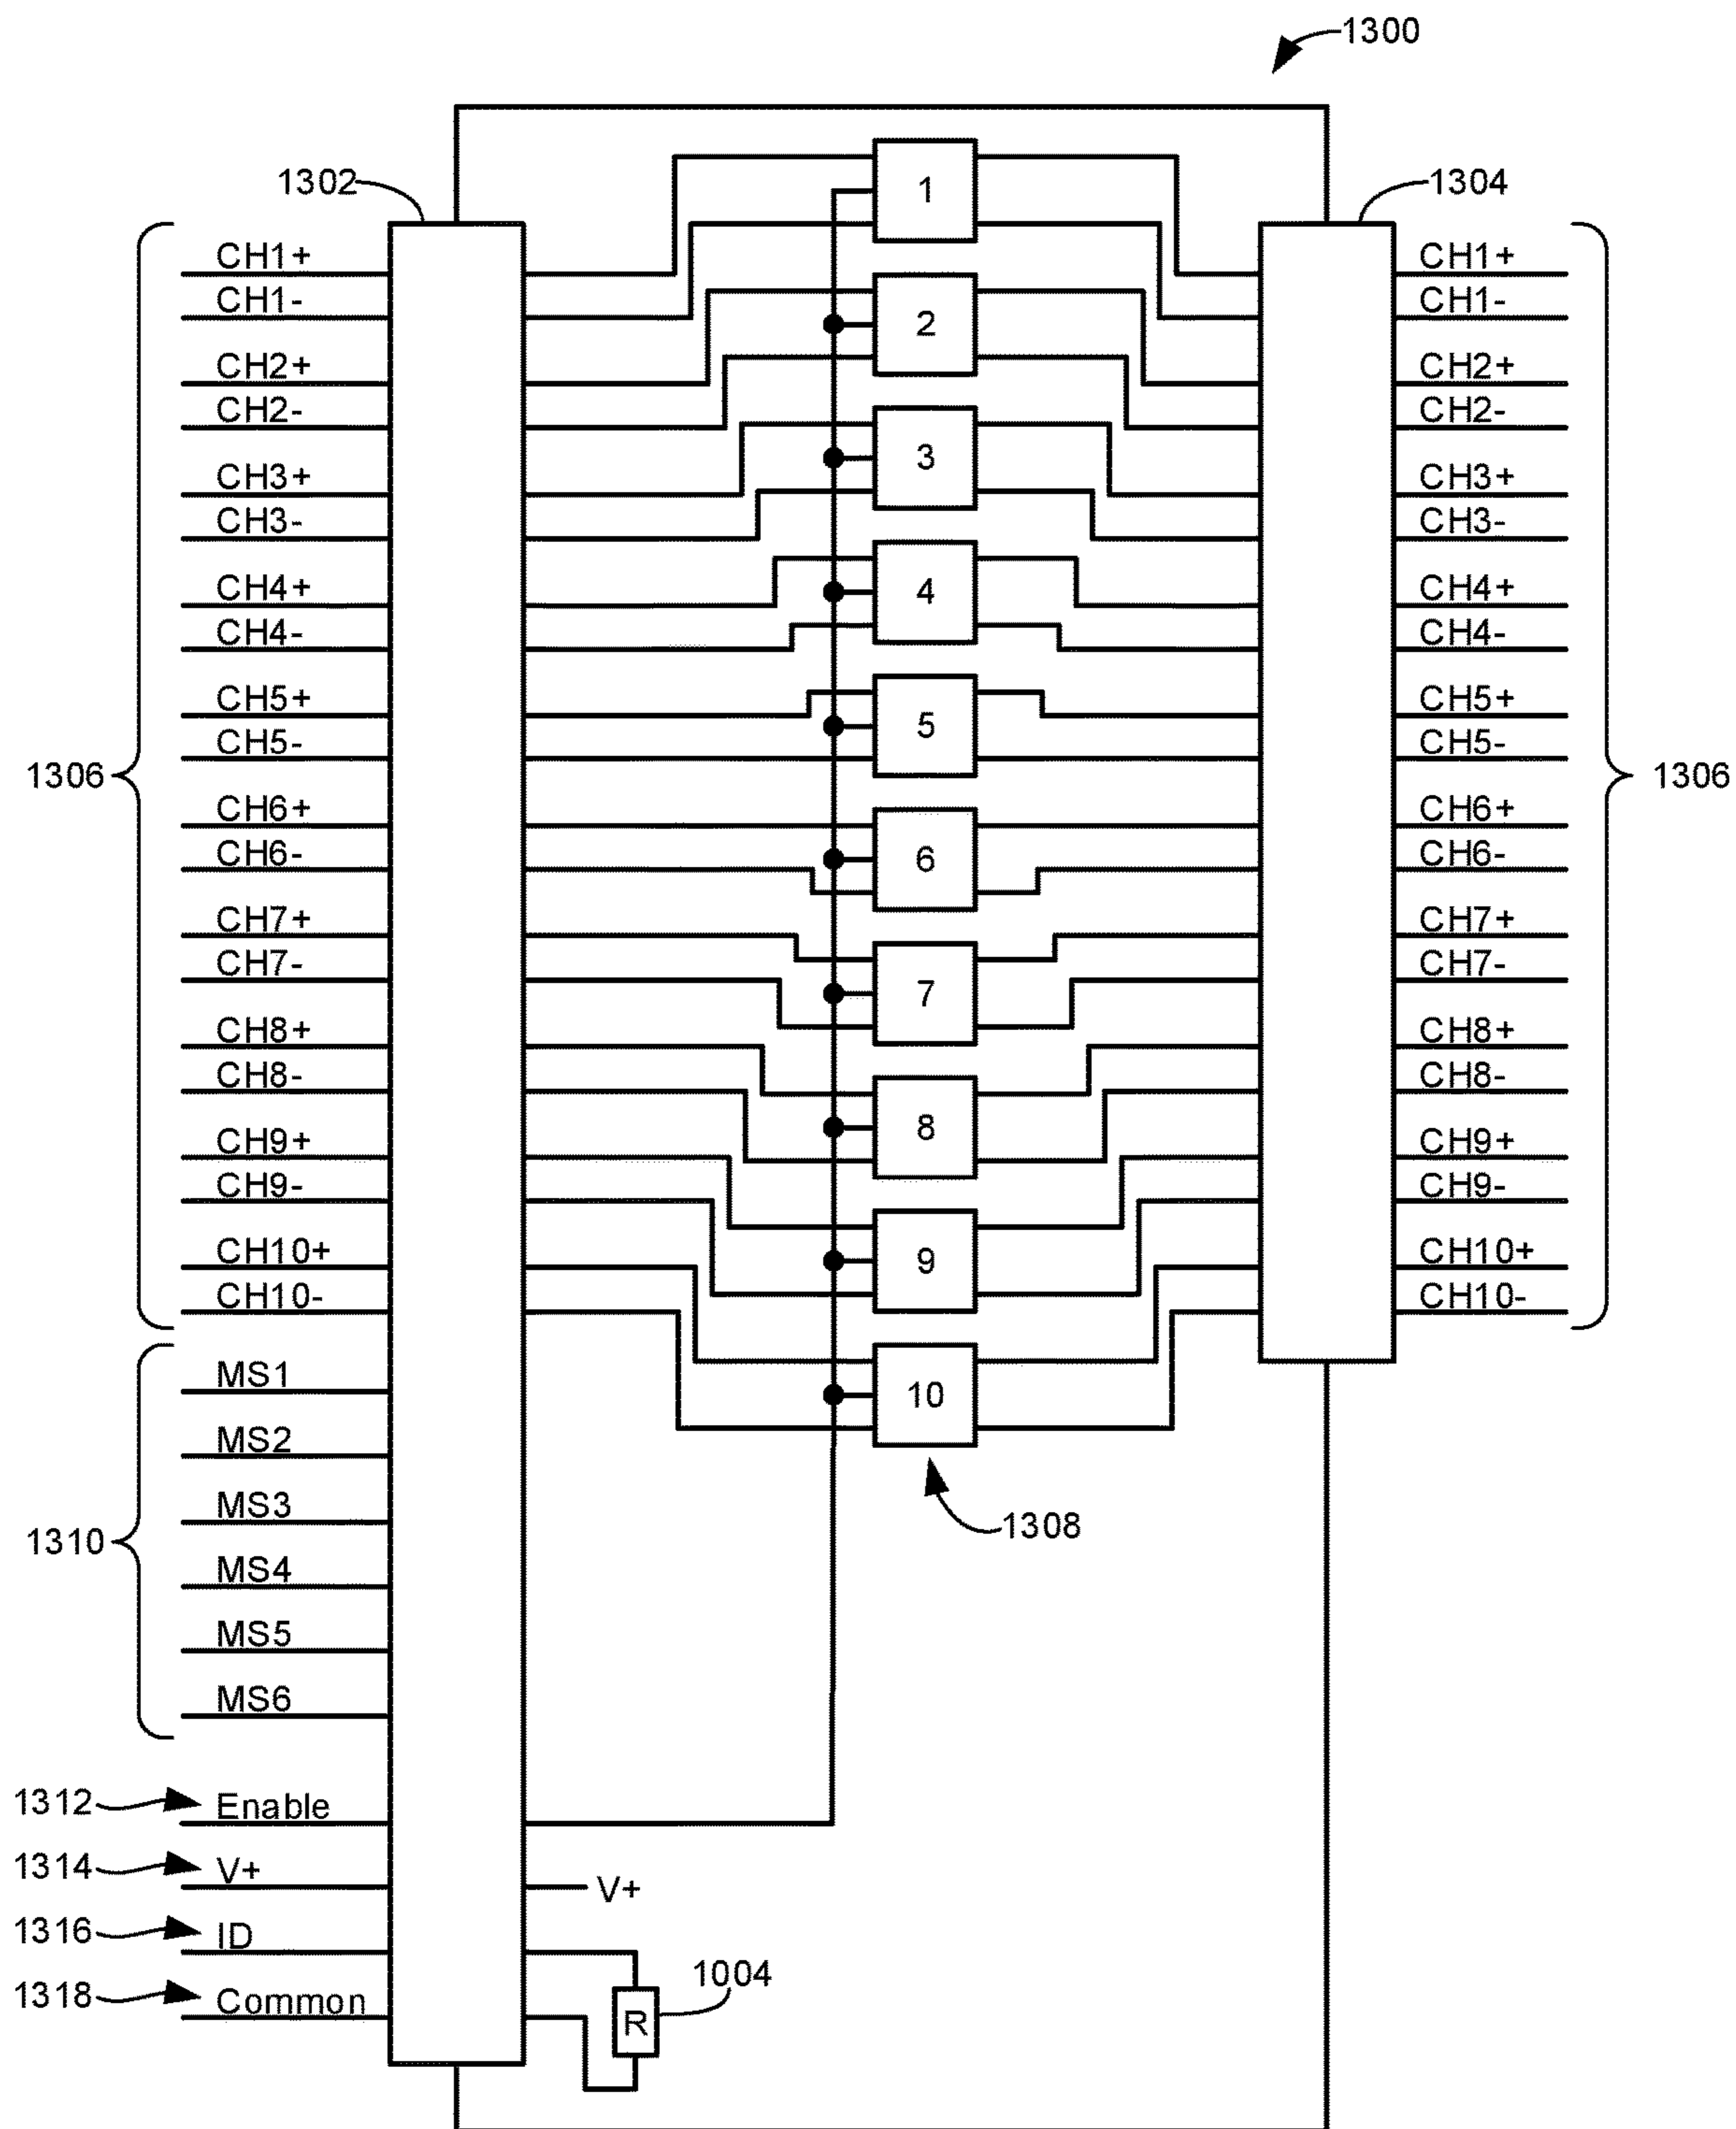 1300
1302
1304
1
CH1+
CH1-
CH1+
CH1-
2
CH2+
CH2-
CH2+
CH2-
3
CH3+
CH3-
CH3+
CH3-
4
CH4+
CH4-
CH4+
CH4-
5
CH5+
CH5-
CH5+
CH5-
1306
1306
6
CH6+
CH6-
CH6+
CH6-
7
CH7+
CH7-
CH7+
CH7-
8
CH8+
CH8-
CH8+
CH8-
9
CH9+
CH9-
CH9+
CH9-
CH10+
CH10-
CH10+
CH10-
10
1308
MS1
MS2
MS3
1310
MS4
MS5
MS6
1312 Enable
1314 V+
V+
1316 ID
1004
1318 Common
R